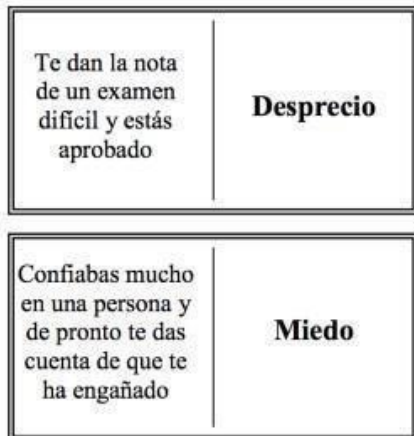 Te dan la nota
de un examen
difícil y estás
aprobado
Desprecio
Confiabas mucho
en una persona y
de pronto te das
cuenta de que te
ha engañado
Miedo